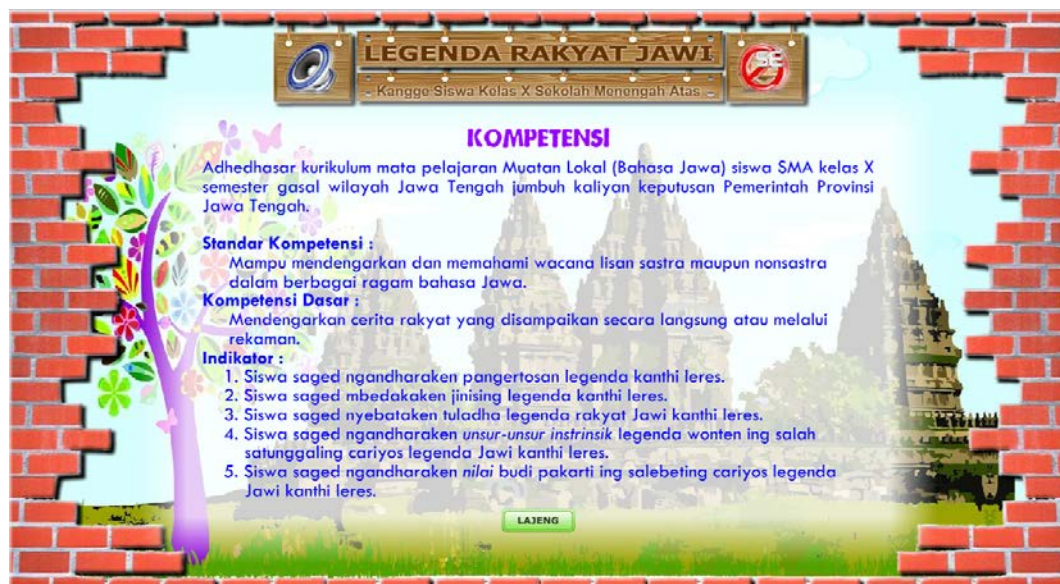 LEGENDA RAKYAT JAWI
Kangge Siswa Kelas X Sekolah Menengah Atas
SE
KOMPETENSI
Adhedhasar kurikulum mata pelajaran Muatan Lokal (Bahasa Jawa) siswa SMA kelas X
semester gasal wilayah Jawa Tengah jumbuh kaliyan keputusan Pemerintah Provinsi
Jawa Tengah.
Standar Kompetensi :
Mampu mendengarkan dan memahami wacana lisan sastra maupun nonsastra
dalam berbagai ragam bahasa Jawa.
Kompetensi Dasar :
Mendengarkan cerita rakyat yang disampaikan secara langsung atau melalui
rekaman.
Indikator :
1. Siswa saged ngandharaken pangertosan legenda kanthi leres.
2. Siswa saged mbedakaken jinising legenda kanthi leres.
3. Siswa saged nyebataken tuladha legenda rakyat Jawi kanthi leres.
4. Siswa saged ngandharaken unsur-unsur instrinsik legenda wonten ing salah
satunggaling cariyos legenda Jawi kanthi leres.
5. Siswa saged ngandharaken nilai budi pakarti ing salebeting cariyos legenda
Jawi kanthi leres.
LAJENG